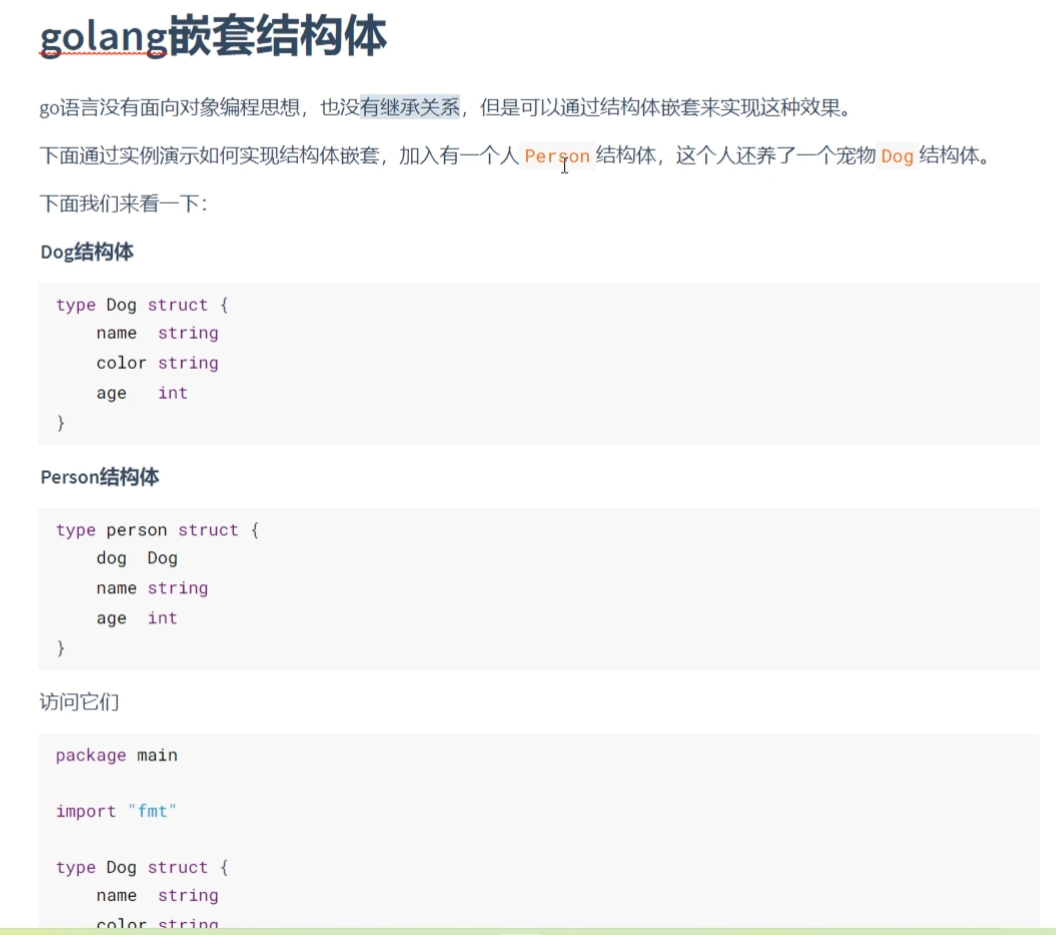 golang嵌套结构体
go语言没有面向对象编程思想，也没有继承关系，但是可以通过结构体嵌套来实现这种效果。
下面通过实例演示如何实现结构体嵌套，加入有一个人 Person 结构体，这个人还养了一个宠物 Dog 结构体。
下面我们来看一下：
Dog结构体
type Dog struct {
    name  string
    color string
    age   int
}
Person结构体
type person struct {
    dog  Dog
    name string
    age  int
}
访问它们
package main
import "fmt"
type Dog struct {
    name  string
    color string